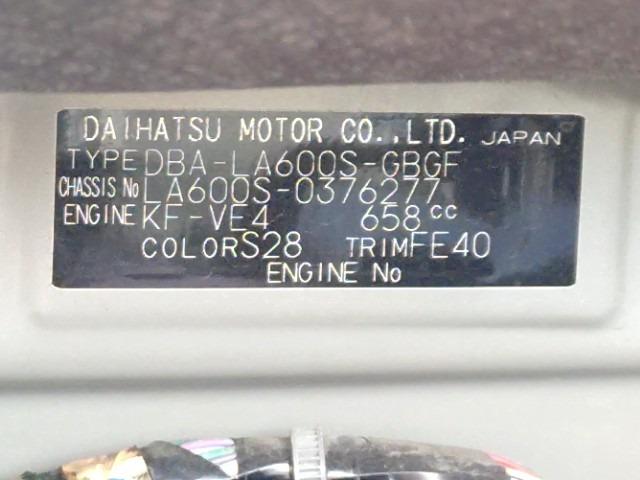 DAIHATSU MOTOR CO.,LTD. JAPAN
TYPE DBA-LA600S-GBGF
CHASSIS No LA600S-0376277
ENGINE KF-VE4 658 cc
COLOR S28 TRIM FE40
ENGINE No